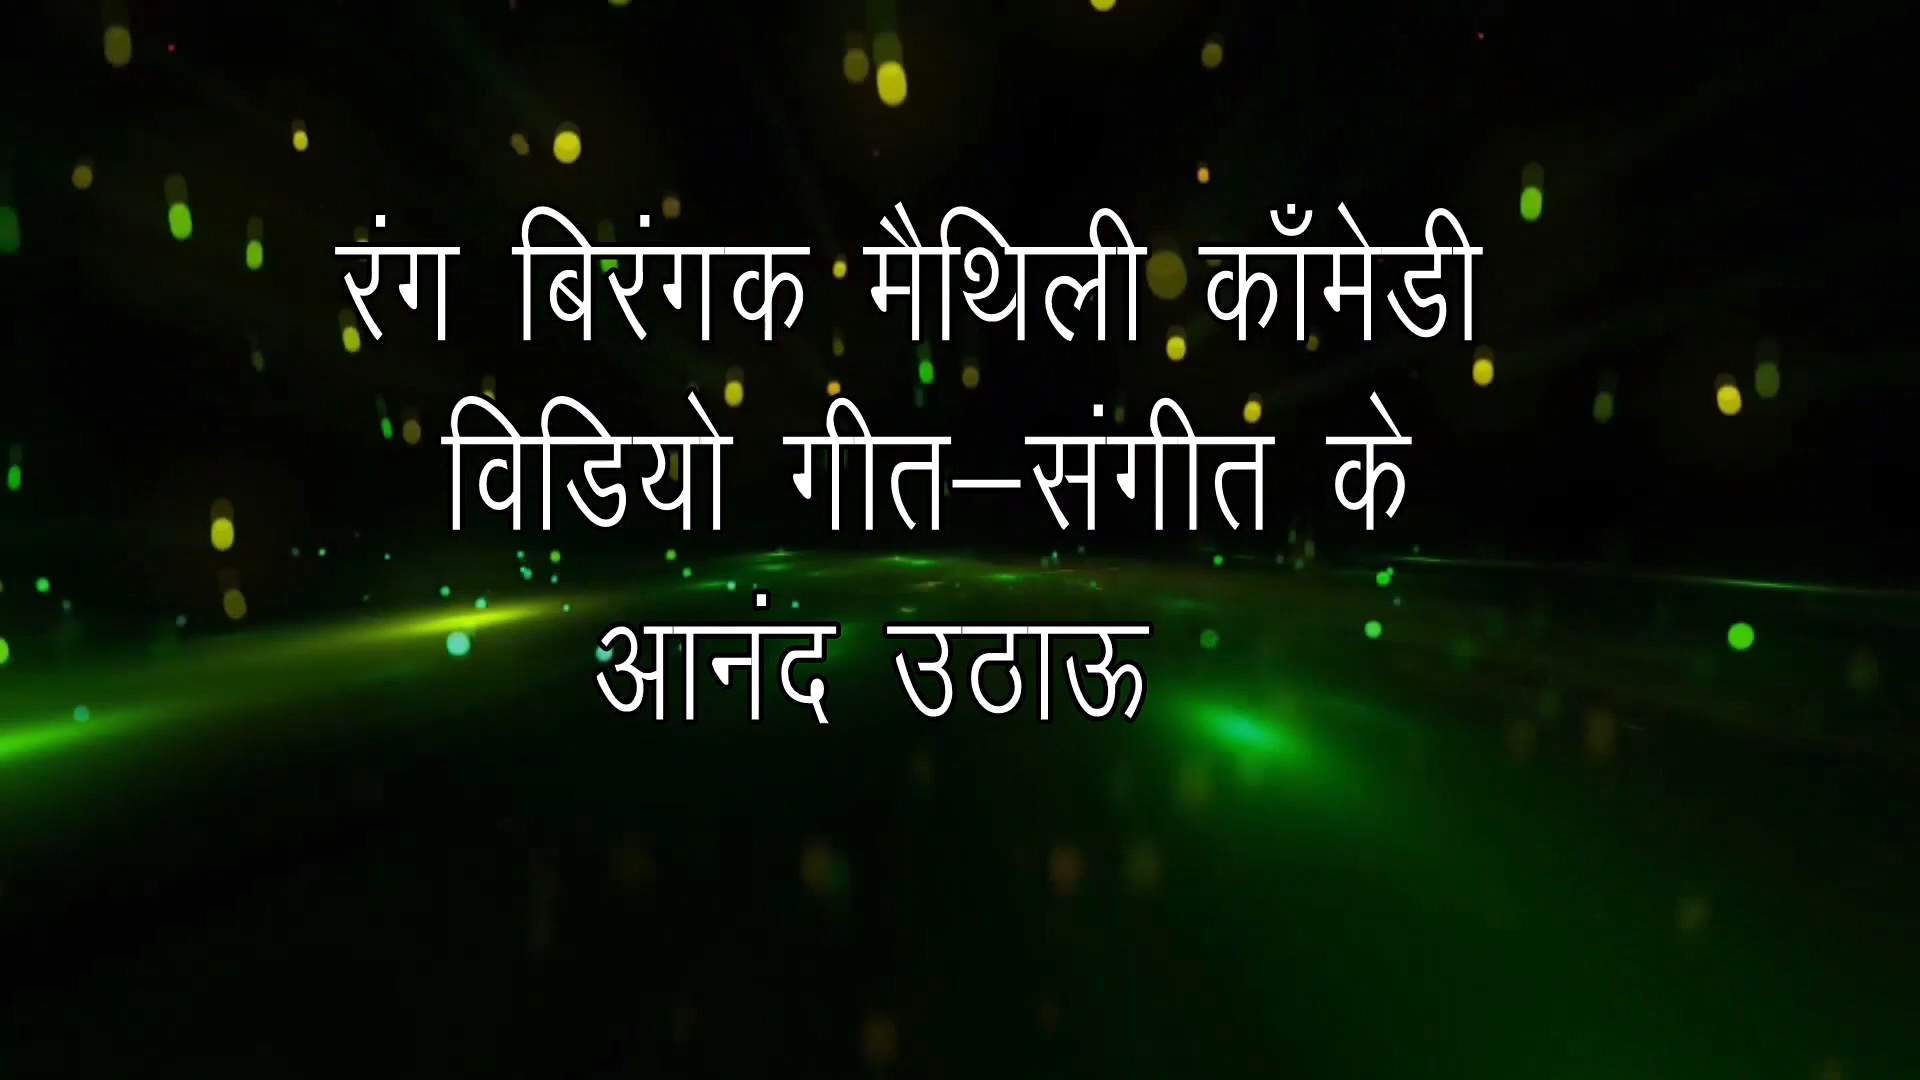 रंग बिरंगक मैथिली काँमेडी
विडियो गीत–संगीत के
आनंद उठाऊ